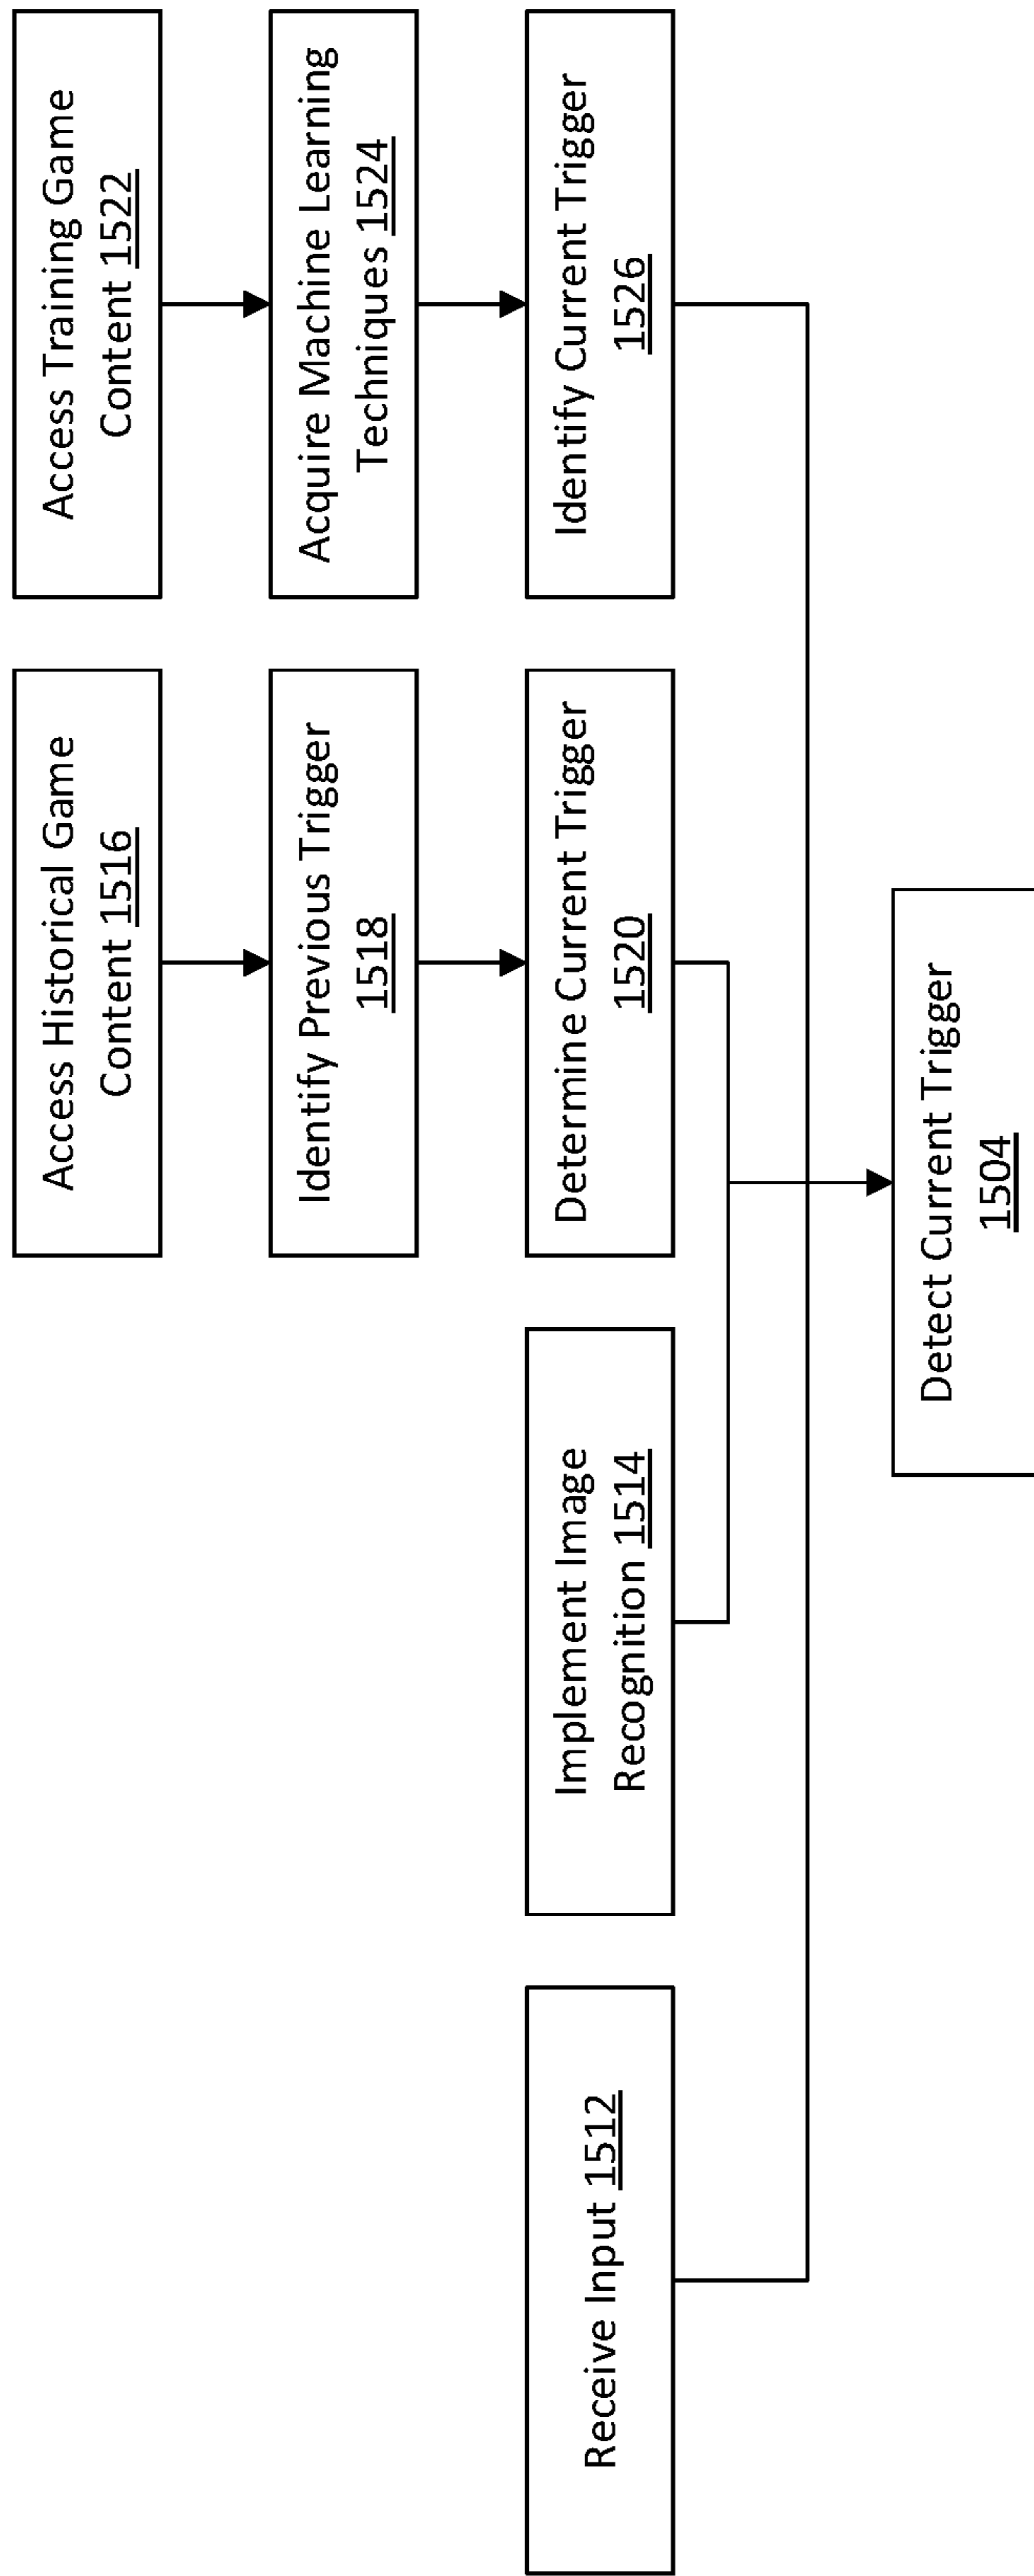 Access Historical Game
Content 1516
Access Training Game
Content 1522
Identify Previous Trigger
1518
Acquire Machine Learning
Techniques 1524
Receive Input 1512
Implement Image
Recognition 1514
Determine Current Trigger
1520
Identify Current Trigger
1526
Detect Current Trigger
1504